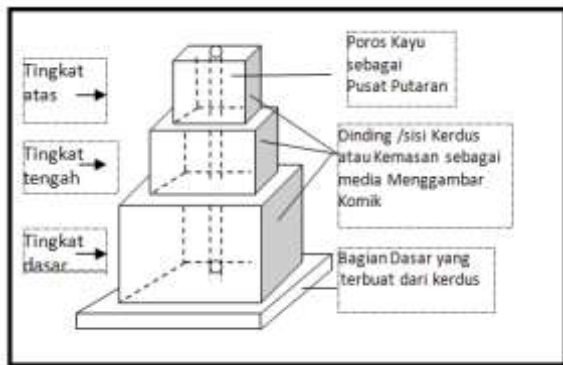 Tingkat
atas
Tingkat
tengah
Tingkat
dasar
Poros Kayu
sebagai
Pusat Putaran
Dinding /sisi Kerdus
atau Kemasan sebagai
media Menggambar
Komik
Bagian Dasar yang
terbuat dari kerdus